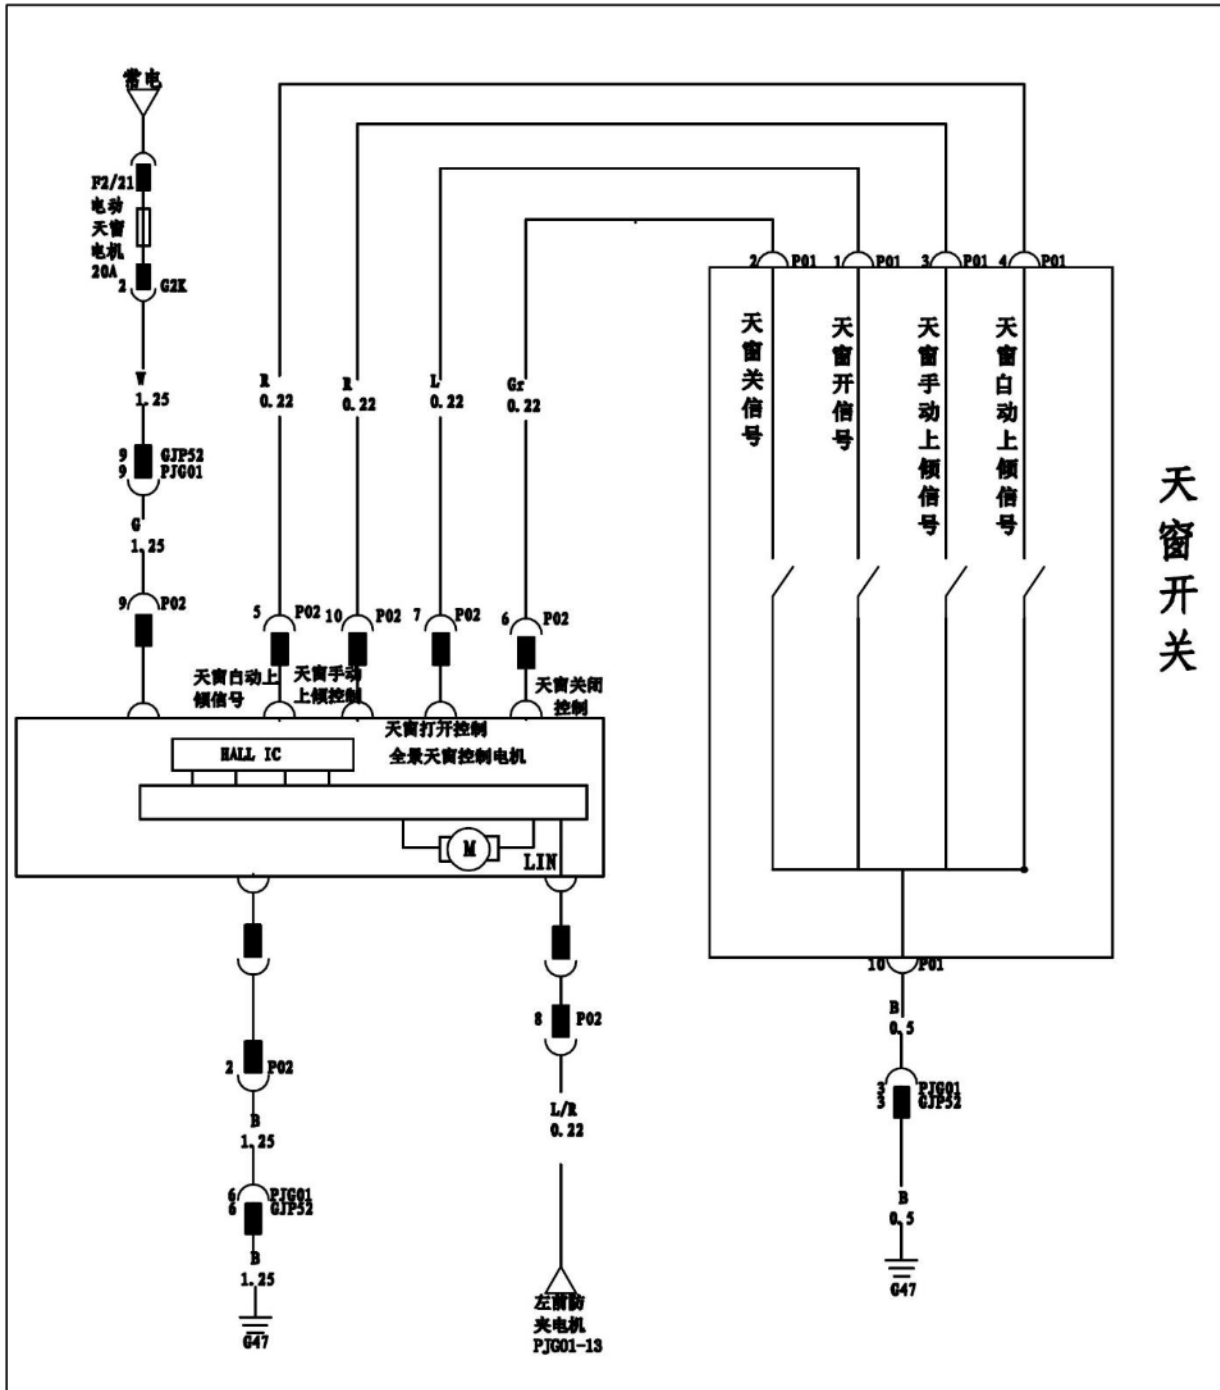 常电
F2/21
电动
天窗
电机
20A
2 G2K
W
1.25
9 GJP52
9 PJG01
G
1.25
9 P02
R
0.22
R
0.22
L
0.22
Gr
0.22
5 P02
10 P02
7 P02
6 P02
天窗自动上
倾信号
天窗手动
上倾控制
天窗打开控制
天窗关闭
控制
HALL IC
全景天窗控制电机
M
LIN
2 P02
B
1.25
6 PJG01
6 GJP52
B
1.25
G47
8 P02
L/R
0.22
左前防
夹电机
PJG01-13
2 P01
1 P01
3 P01
4 P01
天窗关信号
天窗开信号
天窗手动上倾信号
天窗自动上倾信号
天窗开关
10 P01
B
0.5
3 PJG01
3 GJP52
B
0.5
G47